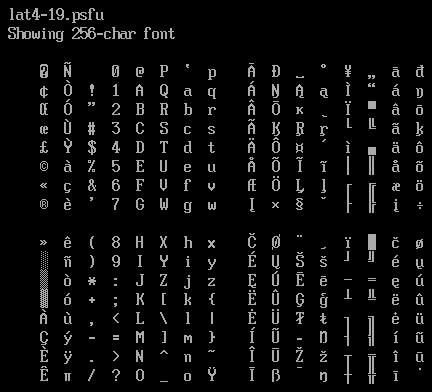 lat4-19.psfu
Showing 256-char font
� Ñ 0 @ P ‛ p Ā Đ _ ° ¥ „ ā đ
¢ Ò ! 1 A Q a q Á Ņ Ą ą Ì “ á ņ
Œ Ó ” 2 B R b r Â Ō ĸ ˛ Ï ▀ â ō
œ Ù # 3 C S c s Ã Ķ Ŗ ŗ └ ╚ ã ķ
£ Ý $ 4 D T d t Ä Ô ¤ ´ ì ▄ ä ô
© à % 5 E U e u Å Õ Ĩ ĩ │ ║ å õ
« ç & 6 F V f v Æ Ö Ļ ļ ┌ ╔ æ ö
® è ’ 7 G W g w Į × § ˇ ├ ╠ į ÷
» ê ( 8 H X h x Č Ø ¨ ¸ ï █ č ø
░ ñ ) 9 I Y i y É Ų Š š ┘ ╝ é ų
▒ ò * : J Z j z Ę Ú Ē ē ─ ═ ę ú
▓ ó + ; K [ k { Ë Û Ģ ģ ┴ ╩ ë û
À ù , < L \ l | Ė Ü Ŧ ŧ ┐ ╗ ė ü
Ç ý - = M ] m } Í Ũ - Ŋ ┤ ╣ í ũ
È ÿ . > N ^ n ~ Î Ū Ž ž ┬ ╦ î ū
Ê π / ? O _ o Ÿ Ī ß ¯ ŋ ┼ ╬ ī ˙